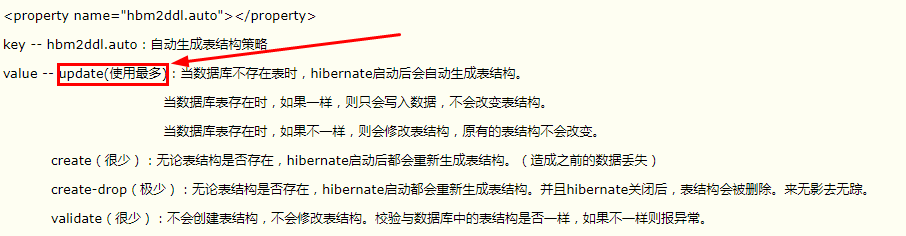 <property name="hbm2ddl.auto"></property>
key -- hbm2ddl.auto：自动生成表结构策略
value -- update(使用最多)：当数据库不存在表时，hibernate启动后会自动生成表结构。
当数据库表存在时，如果一样，则只会写入数据，不会改变表结构。
当数据库表存在时，如果不一样，则会修改表结构，原有的表结构不会改变。
create（很少）：无论表结构是否存在，hibernate启动后都会重新生成表结构。（造成之前的数据丢失）
create-drop（极少）：无论表结构是否存在，hibernate启动都会重新生成表结构。并且hibernate关闭后，表结构会被删除。来无影去无踪。
validate（很少）：不会创建表结构，不会修改表结构。校验与数据库中的表结构是否一样，如果不一样则报异常。